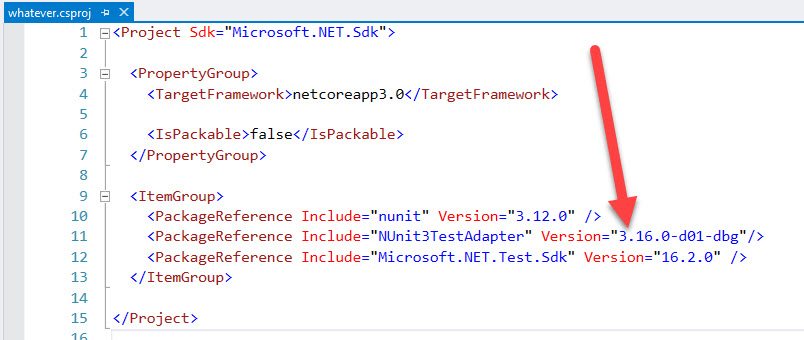 whatever.csproj
1 <Project Sdk="Microsoft.NET.Sdk">
2
3 <PropertyGroup>
4 <TargetFramework>netcoreapp3.0</TargetFramework>
5
6 <IsPackable>false</IsPackable>
7 </PropertyGroup>
8
9 <ItemGroup>
10 <PackageReference Include="nunit" Version="3.12.0" />
11 <PackageReference Include="NUnit3TestAdapter" Version="3.16.0-d01-dbg"/>
12 <PackageReference Include="Microsoft.NET.Test.Sdk" Version="16.2.0" />
13 </ItemGroup>
14
15 </Project>
16